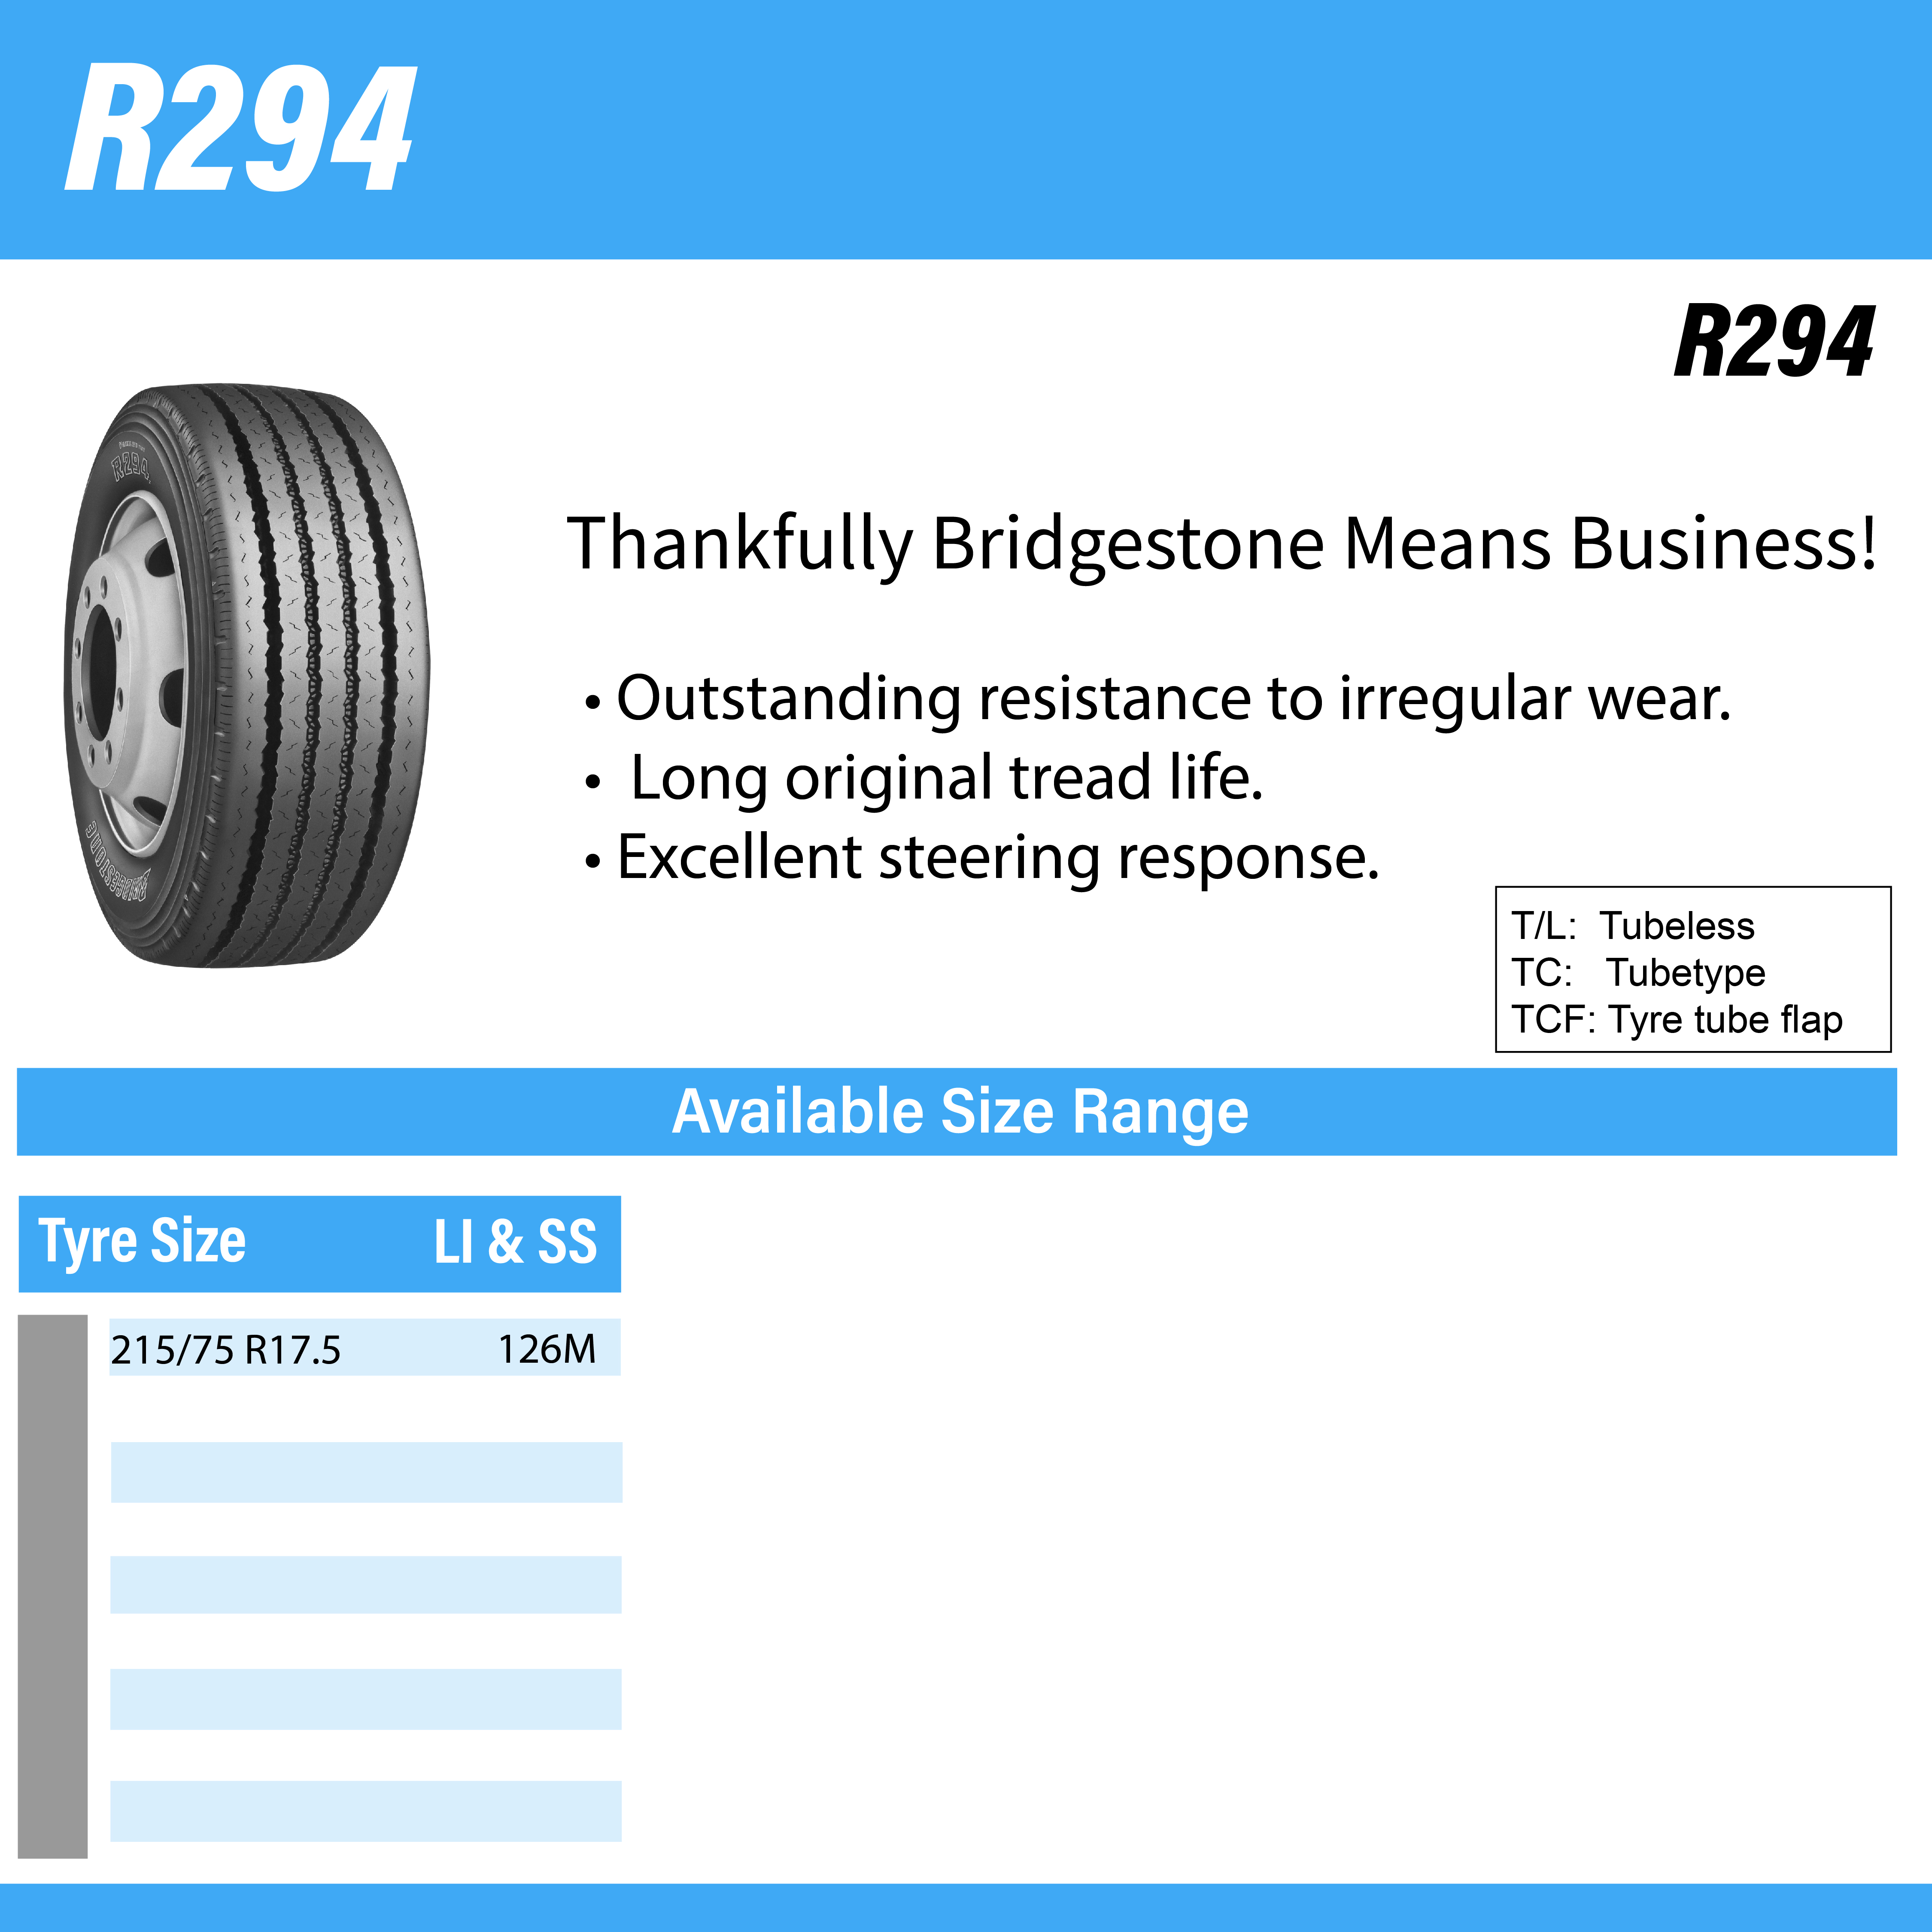 R294
R294
R294
BRIDGESTONE
Thankfully Bridgestone Means Business!
• Outstanding resistance to irregular wear.
• Long original tread life.
• Excellent steering response.
T/L: Tubeless
TC: Tubetype
TCF: Tyre tube flap
Available Size Range
Tyre Size LI & SS
215/75 R17.5 126M